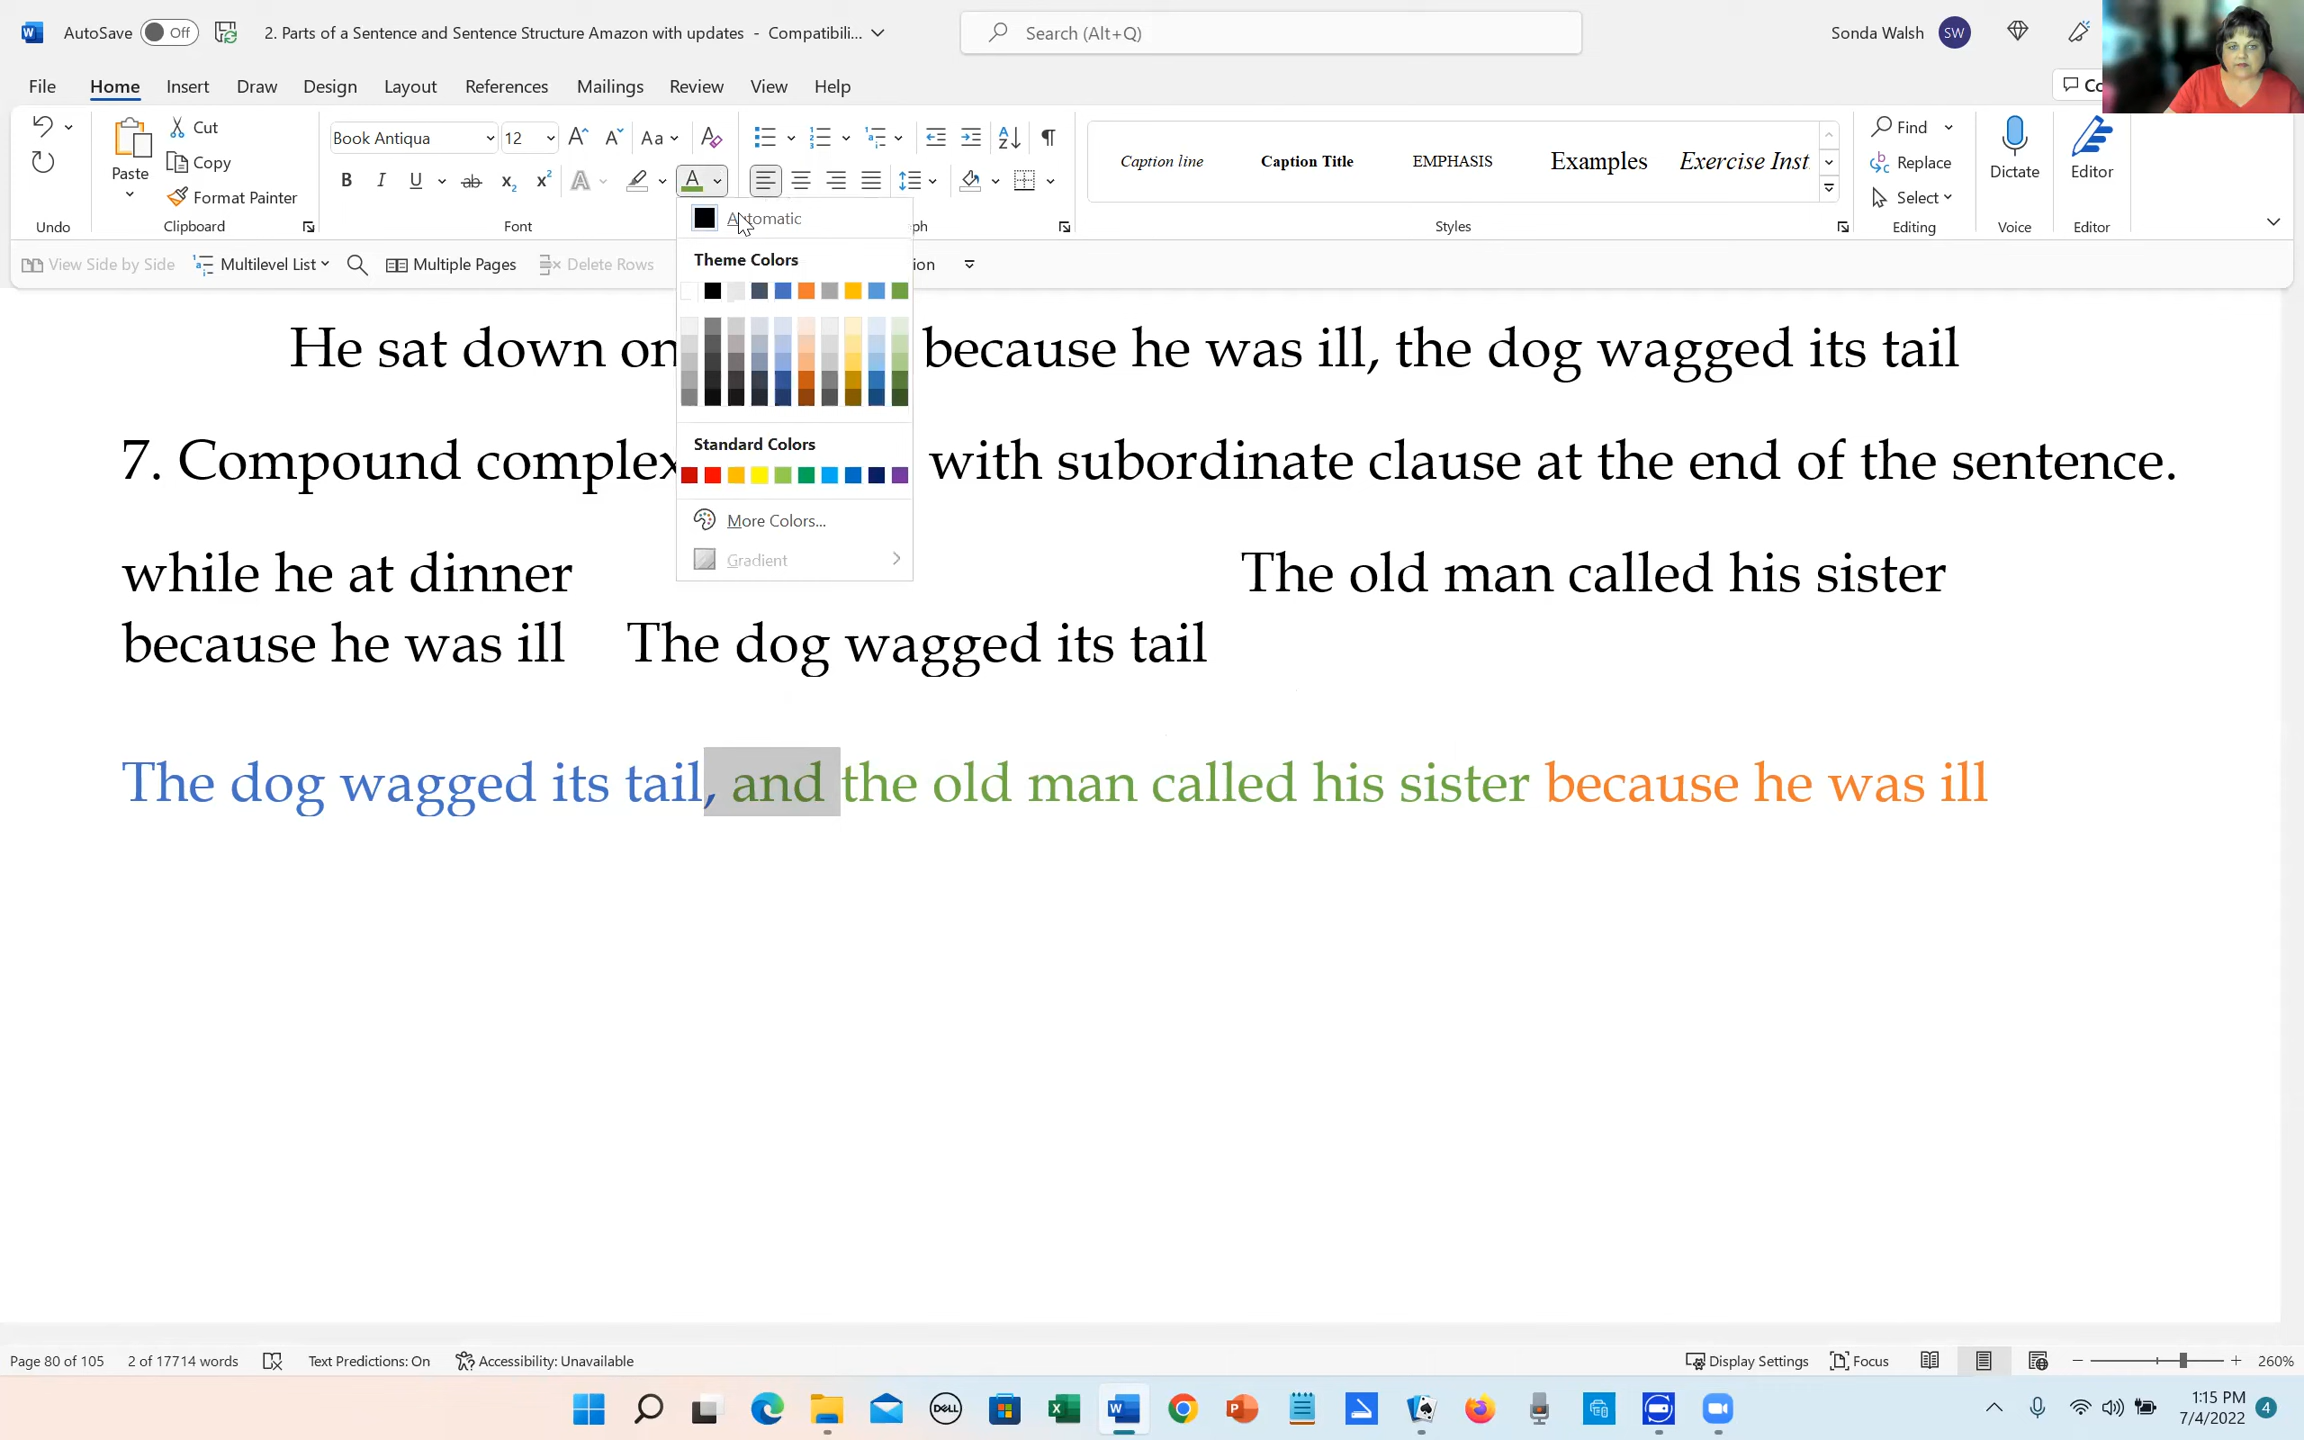 AutoSave Off 2. Parts of a Sentence and Sentence Structure Amazon with updates - Compatibili... Search (Alt+Q) Sonda Walsh SW
File Home Insert Draw Design Layout References Mailings Review View Help Co
Paste Cut Copy Format Painter
Book Antiqua 12 Aa
Caption line Caption Title EMPHASIS Examples Exercise Inst
Find Replace Select Dictate Editor
Undo Clipboard Font ph Styles Editing Voice Editor
View Side by Side Multilevel List Multiple Pages Delete Rows ion
Automatic
Theme Colors
Standard Colors
More Colors...
Gradient
He sat down on because he was ill, the dog wagged its tail
7. Compound complex with subordinate clause at the end of the sentence.
while he at dinner The old man called his sister
because he was ill The dog wagged its tail
The dog wagged its tail, and the old man called his sister because he was ill
Page 80 of 105 2 of 17714 words Text Predictions: On Accessibility: Unavailable Display Settings Focus 260%
DELL
1:15 PM
7/4/2022 4